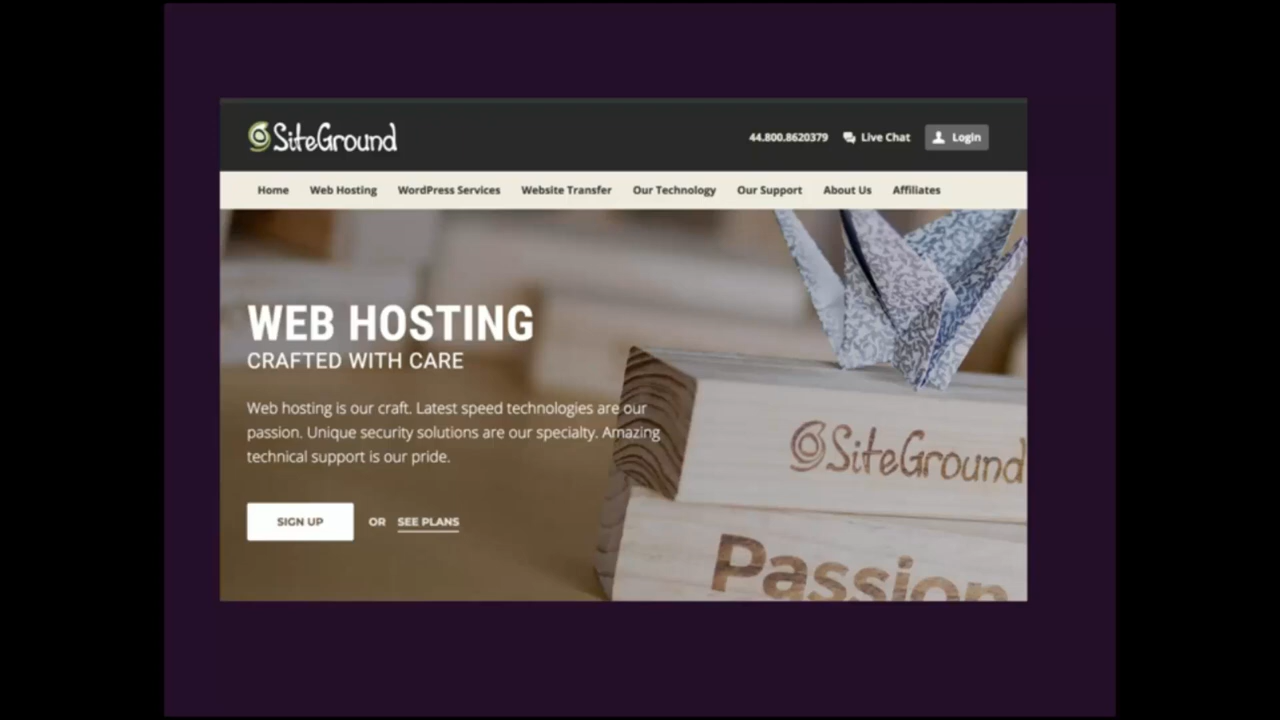 SiteGround
44.800.8620379 Live Chat Login
Home Web Hosting WordPress Services Website Transfer Our Technology Our Support About Us Affiliates
WEB HOSTING
CRAFTED WITH CARE
Web hosting is our craft. Latest speed technologies are our
passion. Unique security solutions are our specialty. Amazing
technical support is our pride.
SIGN UP OR SEE PLANS
SiteGround
Passion